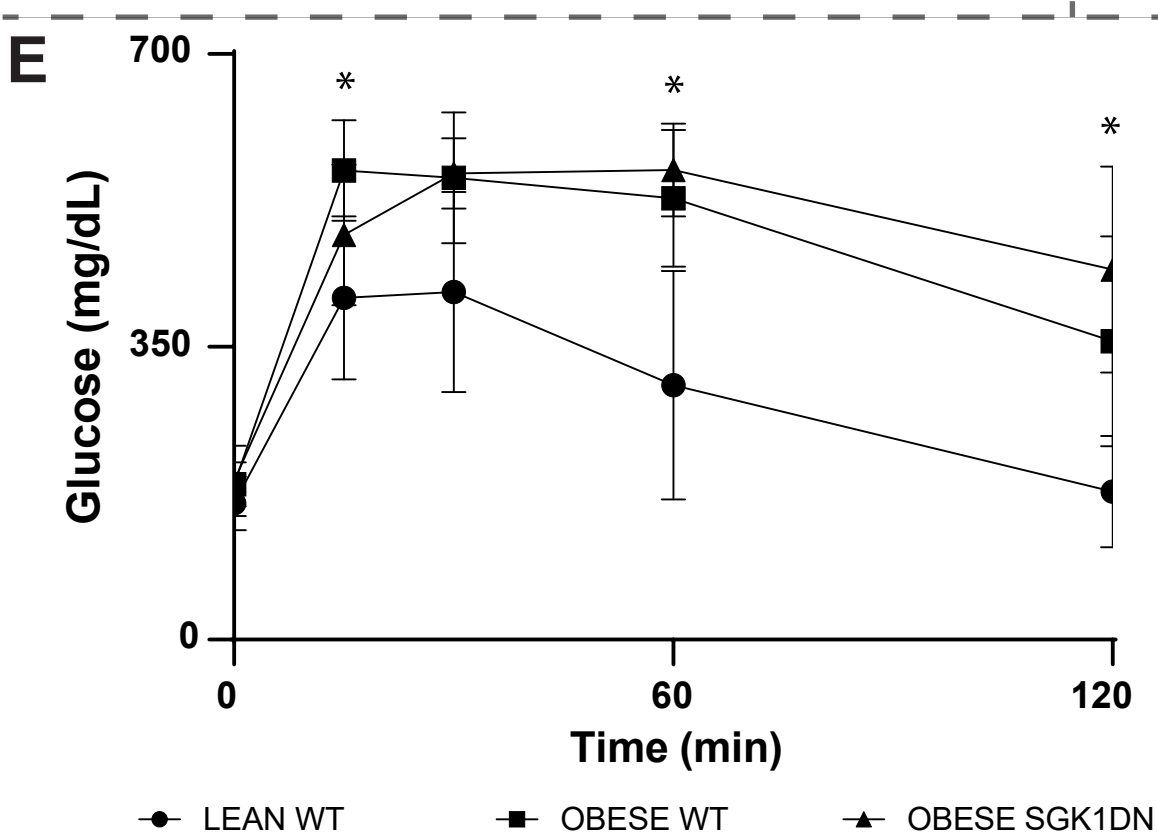 E
700
*
*
*
Glucose (mg/dL)
350
0
0 60 120
Time (min)
LEAN WT OBESE WT OBESE SGK1DN